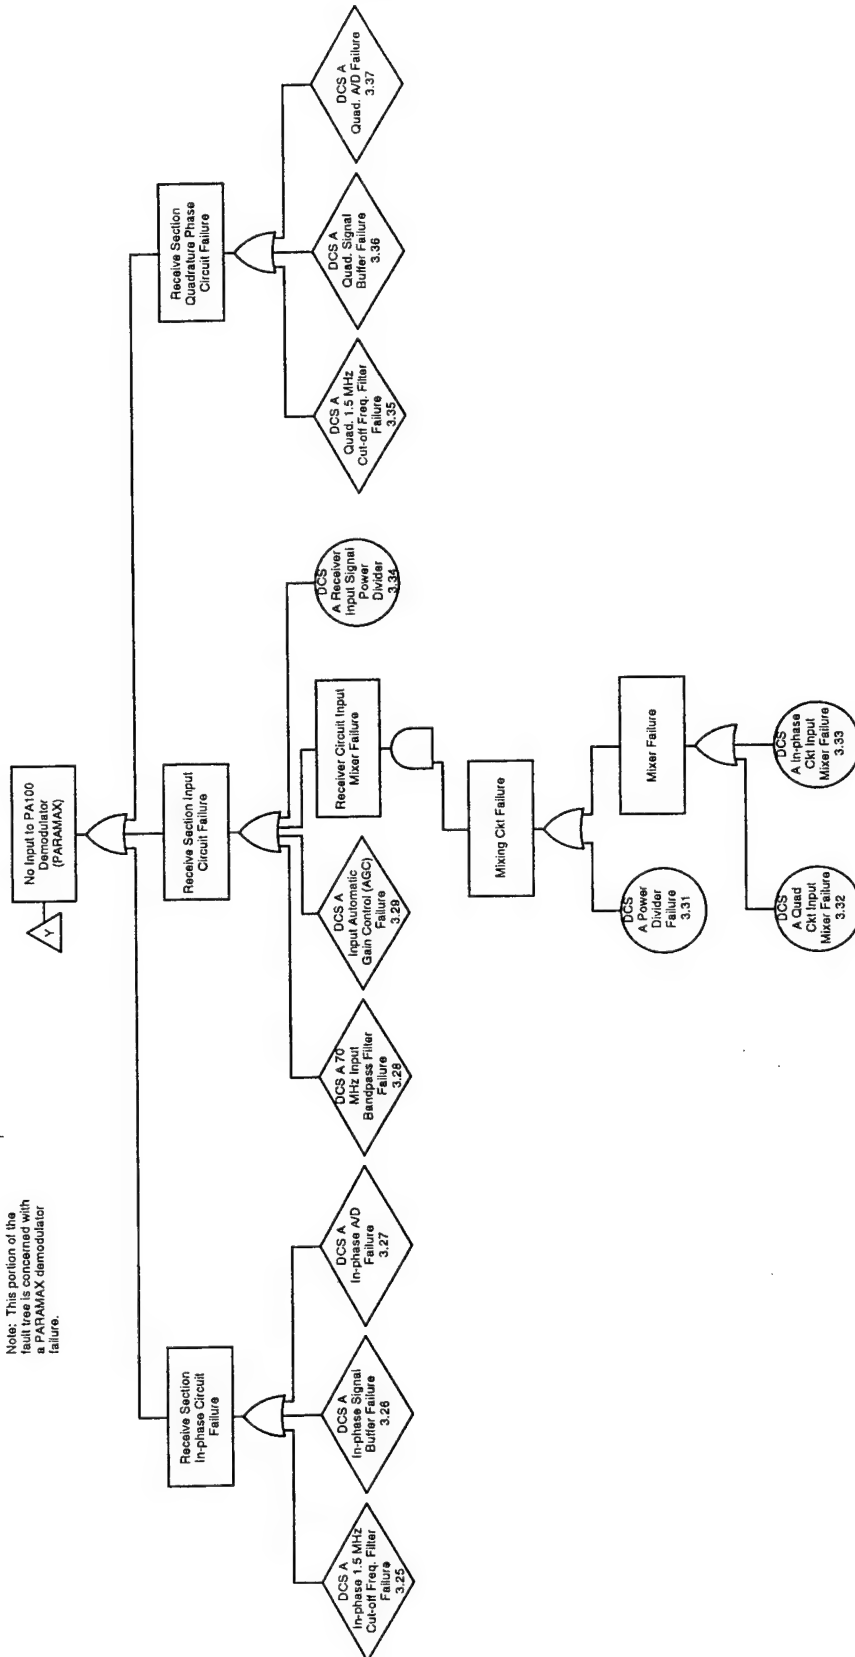 Note: This portion of the
fault tree is concerned with
a PARAMAX demodulator
failure.
Y
No Input to PA100
Demodulator
(PARAMAX)
Receive Section
In-phase Circuit
Failure
Receive Section Input
Circuit Failure
Receive Section
Quadrature Phase
Circuit Failure
DCS A
In-phase 1.5 MHz
Cut-off Freq. Filter
Failure
3.25
DCS A
In-phase Signal
Buffer Failure
3.26
DCS A
In-phase A/D
Failure
3.27
DCS A 70
MHz Input
Bandpass Filter
Failure
3.28
DCS A
Input Automatic
Gain Control (AGC)
Failure
3.29
Receiver Circuit Input
Mixer Failure
DCS
A Receiver
Input Signal
Power
Divider
3.34
DCS A
Quad. 1.5 MHz
Cut-off Freq. Filter
Failure
3.35
DCS A
Quad. Signal
Buffer Failure
3.36
DCS A
Quad. A/D Failure
3.37
Mixing Ckt Failure
DCS
A Power
Divider
Failure
3.31
Mixer Failure
DCS
A Quad
Ckt Input
Mixer Failure
3.32
DCS
A In-phase
Ckt Input
Mixer Failure
3.33